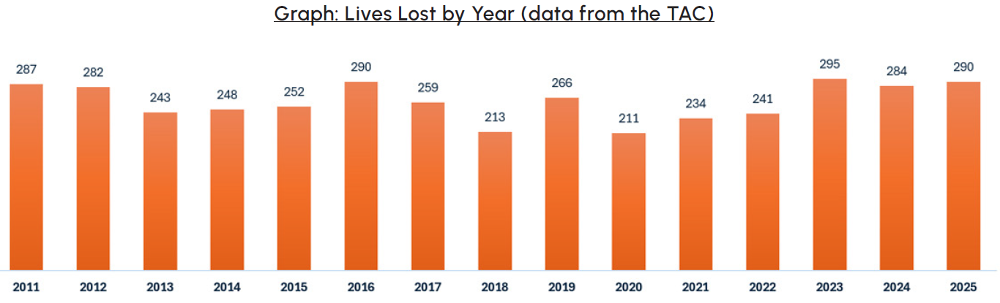 Graph: Lives Lost by Year (data from the TAC)
287 282 243 248 252 290 259 213 266 211 234 241 295 284 290
2011 2012 2013 2014 2015 2016 2017 2018 2019 2020 2021 2022 2023 2024 2025